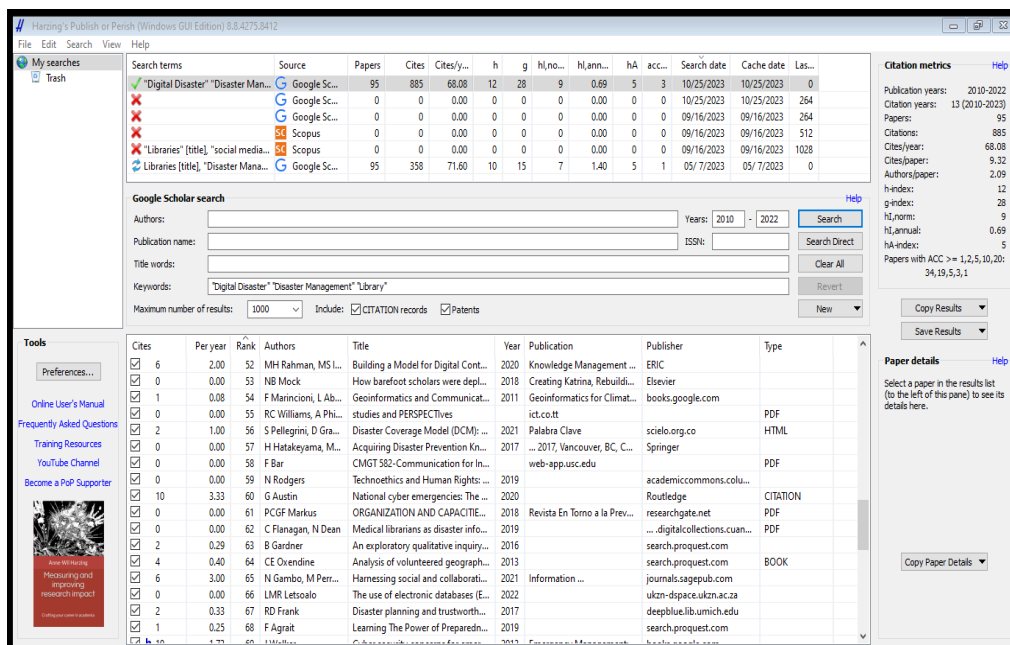 Harzing's Publish or Perish (Windows GUI Edition) 8.8.4275.8412
File Edit Search View Help
My searches
Trash
Search terms Source Papers Cites Cites/y... h g hI,no... hI,ann... hA acc... Search date Cache date Las...
"Digital Disaster" "Disaster Man... Google Sc... 95 885 68.08 12 28 9 0.69 5 3 10/25/2023 10/25/2023 0
Google Sc... 0 0 0.00 0 0 0 0.00 0 0 10/25/2023 10/25/2023 264
Google Sc... 0 0 0.00 0 0 0 0.00 0 0 09/16/2023 09/16/2023 264
SC Scopus 0 0 0.00 0 0 0 0.00 0 0 09/16/2023 09/16/2023 512
"Libraries" [title], "social media... SC Scopus 0 0 0.00 0 0 0 0.00 0 0 09/16/2023 09/16/2023 1028
Libraries [title], "Disaster Mana... Google Sc... 95 358 71.60 10 15 7 1.40 5 1 05/ 7/2023 05/ 7/2023 0
Google Scholar search Help
Authors: Years: 2010 - 2022 Search
Publication name: ISSN: Search Direct
Title words: Clear All
Keywords: "Digital Disaster" "Disaster Management" "Library" Revert
Maximum number of results: 1000 Include: CITATION records Patents New
Citation metrics Help
Publication years: 2010-2022
Citation years: 13 (2010-2023)
Papers: 95
Citations: 885
Cites/year: 68.08
Cites/paper: 9.32
Authors/paper: 2.09
h-index: 12
g-index: 28
hI,norm: 9
hI,annual: 0.69
hA-index: 5
Papers with ACC >= 1,2,5,10,20:
34,19,5,3,1
Copy Results
Save Results
Tools
Preferences...
Online User's Manual
Frequently Asked Questions
Training Resources
YouTube Channel
Become a PoP Supporter
Anne-Wil Harzing
Measuring and
improving
research impact
Cites Per year Rank Authors Title Year Publication Publisher Type
6 2.00 52 MH Rahman, MS I... Building a Model for Digital Cont... 2020 Knowledge Management ... ERIC
0 0.00 53 NB Mock How barefoot scholars were depl... 2018 Creating Katrina, Rebuildi... Elsevier
1 0.08 54 F Marincioni, L Ab... Geoinformatics and Communicat... 2011 Geoinformatics for Climat... books.google.com
0 0.00 55 RC Williams, A Phi... studies and PERSPECTIves ict.co.tt PDF
2 1.00 56 S Pellegrini, D Gra... Disaster Coverage Model (DCM): ... 2021 Palabra Clave scielo.org.co HTML
0 0.00 57 H Hatakeyama, M... Acquiring Disaster Prevention Kn... 2017 ... 2017, Vancouver, BC, C... Springer
0 0.00 58 F Bar CMGT 582-Communication for In... web-app.usc.edu PDF
0 0.00 59 N Rodgers Technoethics and Human Rights: ... 2019 academiccommons.colu...
10 3.33 60 G Austin National cyber emergencies: The ... 2020 Routledge CITATION
0 0.00 61 PCGF Markus ORGANIZATION AND CAPACITIE... 2018 Revista En Torno a la Prev... researchgate.net PDF
0 0.00 62 C Flanagan, N Dean Medical librarians as disaster info... 2019 ... .digitalcollections.cuan... PDF
2 0.29 63 B Gardner An exploratory qualitative inquiry... 2016 search.proquest.com
4 0.40 64 CE Oxendine Analysis of volunteered geograph... 2013 search.proquest.com BOOK
6 3.00 65 N Gambo, M Perr... Harnessing social and collaborati... 2021 Information ... journals.sagepub.com
0 0.00 66 LMR Letsoalo The use of electronic databases (E... 2022 ukzn-dspace.ukzn.ac.za
2 0.33 67 RD Frank Disaster planning and trustworth... 2017 deepblue.lib.umich.edu
1 0.25 68 F Agrait Learning The Power of Preparedn... 2019 search.proquest.com
Paper details Help
Select a paper in the results list
(to the left of this pane) to see its
details here.
Copy Paper Details